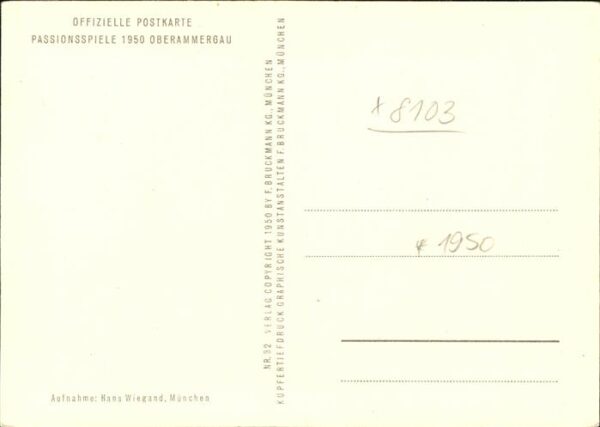 OFFIZIELLE POSTKARTE
PASSIONSSPIELE 1950 OBERAMMERGAU
Aufnahme: Hans Wiegand, München
NR. 92 VERLAG COPYRIGHT 1950 BY F. BRUCKMANN KG., MÜNCHEN
KUPFERTIEFDRUCK GRAPHISCHE KUNSTANSTALTEN F. BRUCKMANN KG., MÜNCHEN
x 8103
* 1950